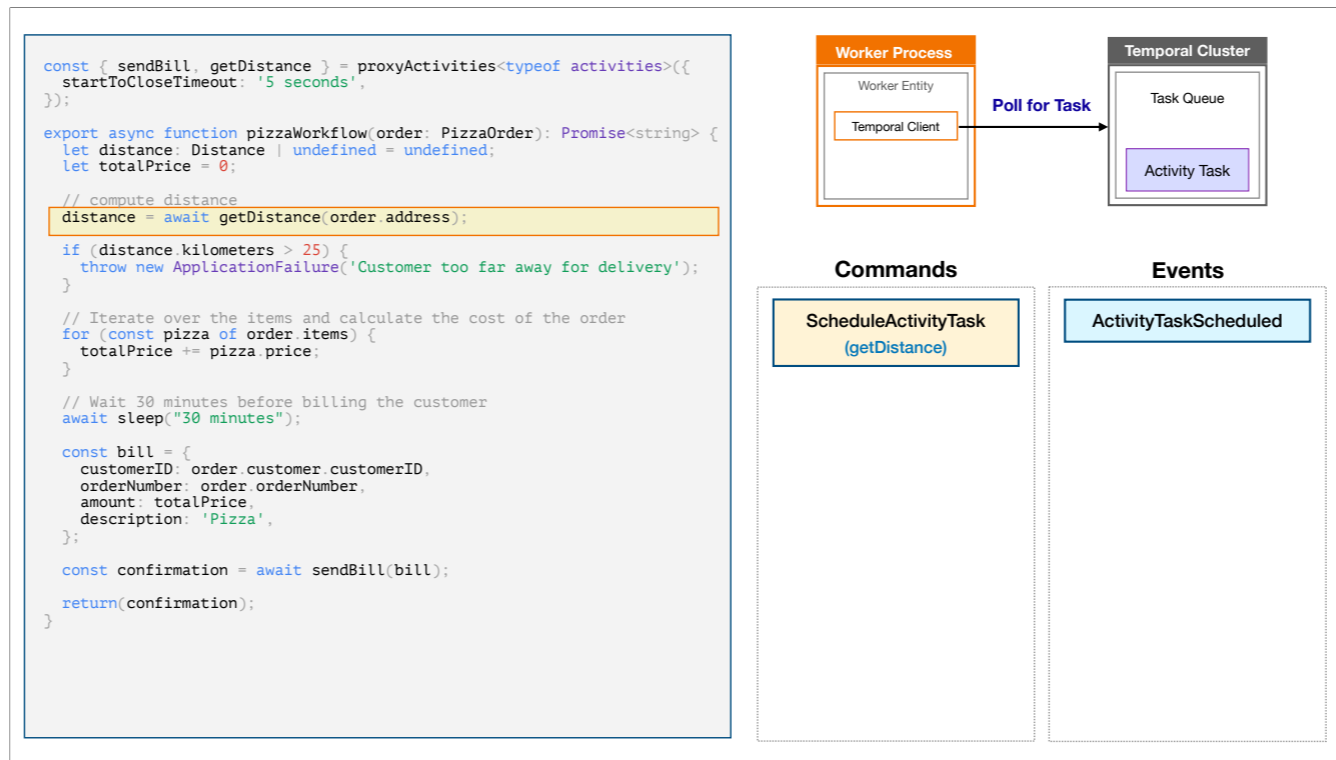 const { sendBill, getDistance } = proxyActivities<typeof activities>({
  startToCloseTimeout: '5 seconds',
});
export async function pizzaWorkflow(order: PizzaOrder): Promise<string> {
  let distance: Distance | undefined = undefined;
  let totalPrice = 0;
  // compute distance
  distance = await getDistance(order.address);
  if (distance.kilometers > 25) {
    throw new ApplicationFailure('Customer too far away for delivery');
  }
  // Iterate over the items and calculate the cost of the order
  for (const pizza of order.items) {
    totalPrice += pizza.price;
  }
  // Wait 30 minutes before billing the customer
  await sleep("30 minutes");
  const bill = {
    customerID: order.customer.customerID,
    orderNumber: order.orderNumber,
    amount: totalPrice,
    description: 'Pizza',
  };
  const confirmation = await sendBill(bill);
  return(confirmation);
}
Worker Process
Worker Entity
Temporal Client
Poll for Task
Temporal Cluster
Task Queue
Activity Task
Commands
ScheduleActivityTask
(getDistance)
Events
ActivityTaskScheduled